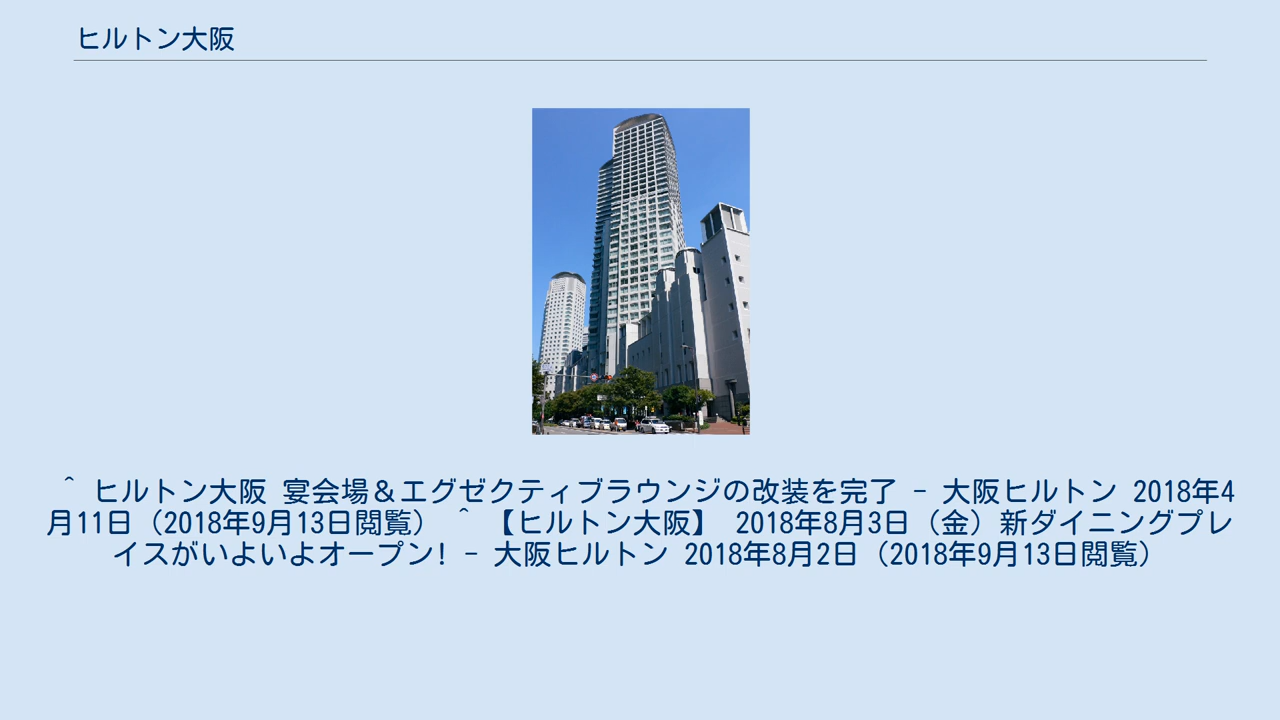 ヒルトン大阪
^ ヒルトン大阪 宴会場＆エグゼクティブラウンジの改装を完了 - 大阪ヒルトン 2018年4
月11日（2018年9月13日閲覧） ^ 【ヒルトン大阪】 2018年8月3日（金）新ダイニングプレ
イスがいよいよオープン! - 大阪ヒルトン 2018年8月2日（2018年9月13日閲覧）